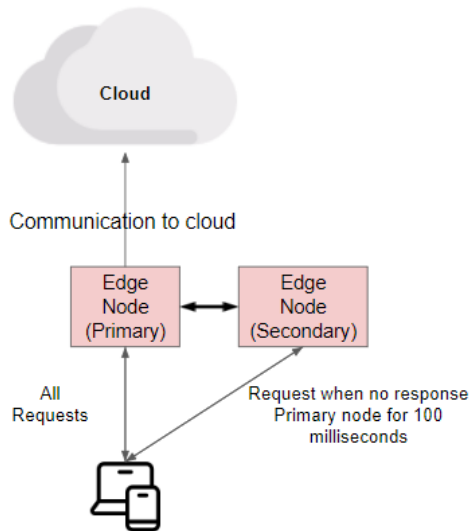 Cloud
Communication to cloud
Edge
Node
(Primary)
Edge
Node
(Secondary)
All
Requests
Request when no response
Primary node for 100
milliseconds